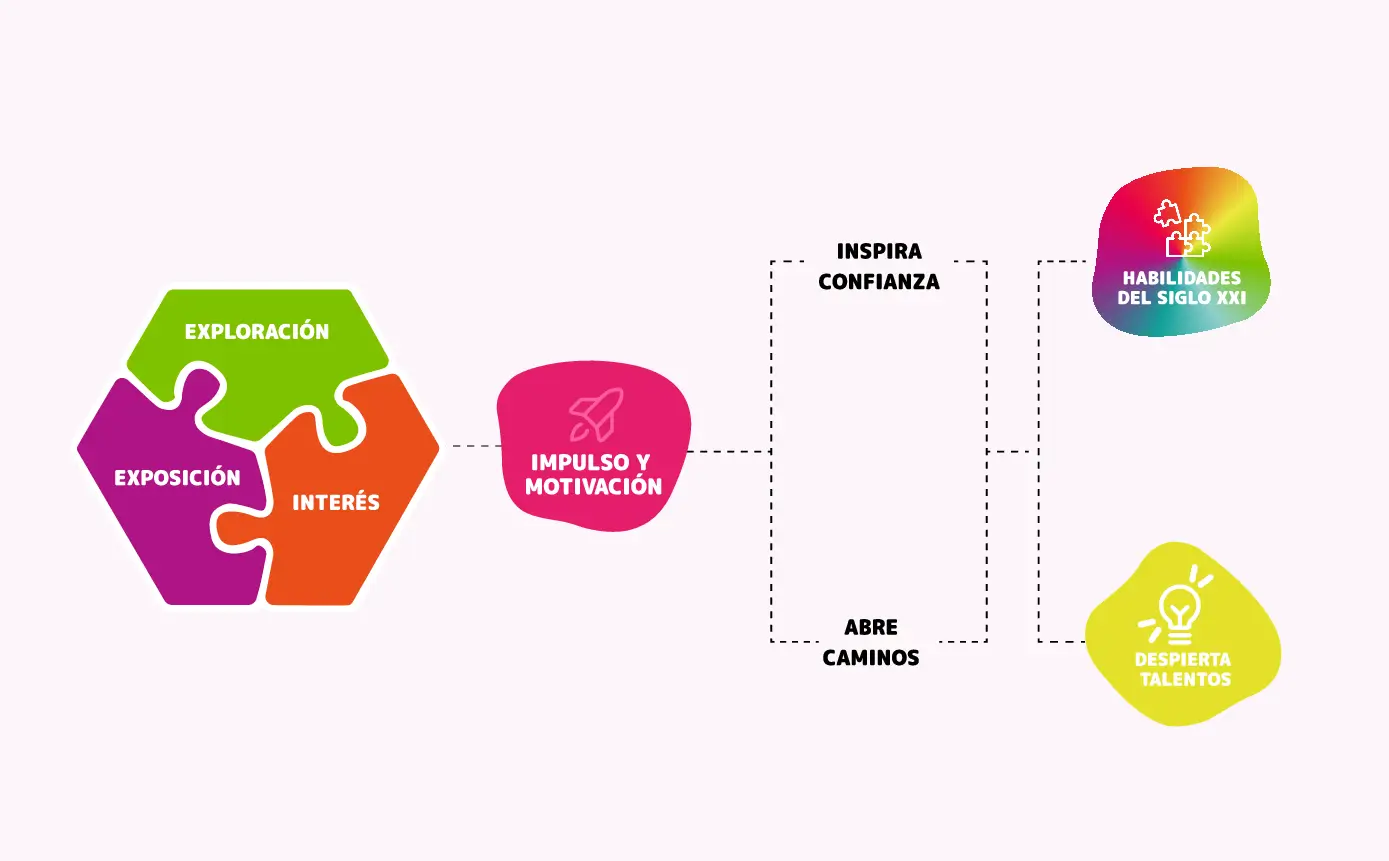 EXPLORACIÓN
EXPOSICIÓN
INTERÉS
IMPULSO Y
MOTIVACIÓN
INSPIRA
CONFIANZA
ABRE
CAMINOS
HABILIDADES
DEL SIGLO XXI
DESPIERTA
TALENTOS